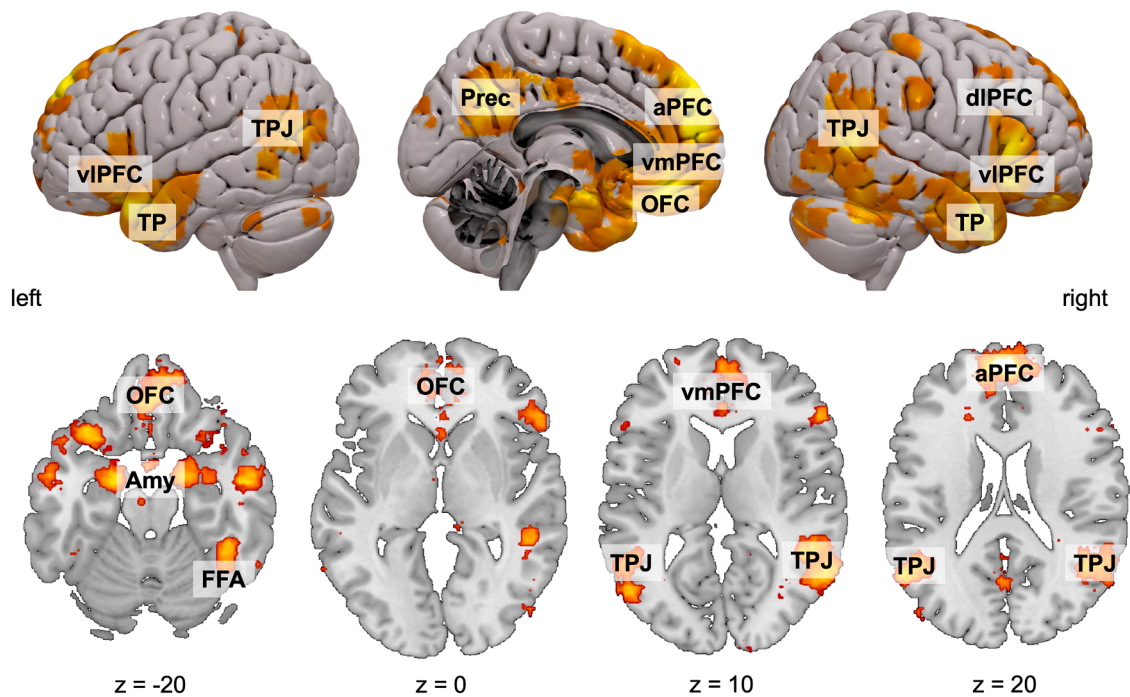 TPJ
vlPFC
TP
Prec
aPFC
vmPFC
OFC
TPJ
dlPFC
vlPFC
TP
left
right
OFC
Amy
FFA
OFC
vmPFC
TPJ
TPJ
aPFC
TPJ
TPJ
z = -20
z = 0
z = 10
z = 20